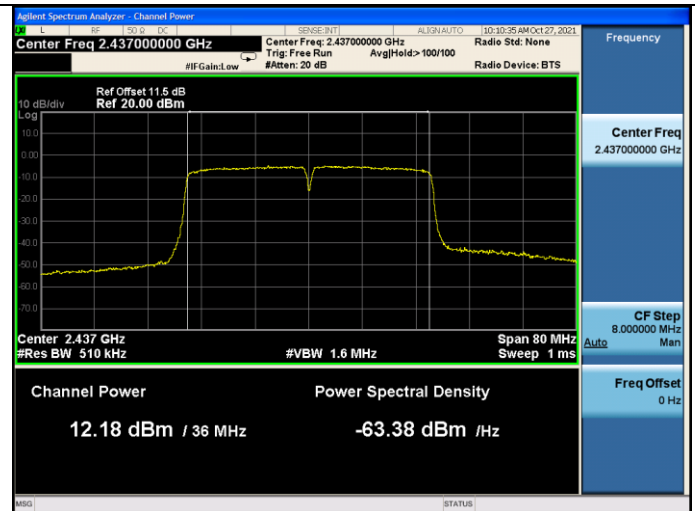 Agilent Spectrum Analyzer - Channel Power
L RF 50 Ω DC SENSE:INT ALIGNAUTO 10:10:35 AM Oct 27, 2021
Center Freq 2.437000000 GHz Center Freq: 2.437000000 GHz Radio Std: None
Trig: Free Run Avg|Hold:> 100/100
#IFGain:Low #Atten: 20 dB Radio Device: BTS
Ref Offset 11.5 dB
10 dB/div Ref 20.00 dBm
Log
10.0
0.00
-10.0
-20.0
-30.0
-40.0
-50.0
-60.0
-70.0
Center 2.437 GHz Span 80 MHz
#Res BW 510 kHz #VBW 1.6 MHz Sweep 1 ms
Channel Power Power Spectral Density
12.18 dBm / 36 MHz -63.38 dBm /Hz
MSG STATUS
Frequency
Center Freq
2.437000000 GHz
CF Step
8.000000 MHz
Auto Man
Freq Offset
0 Hz